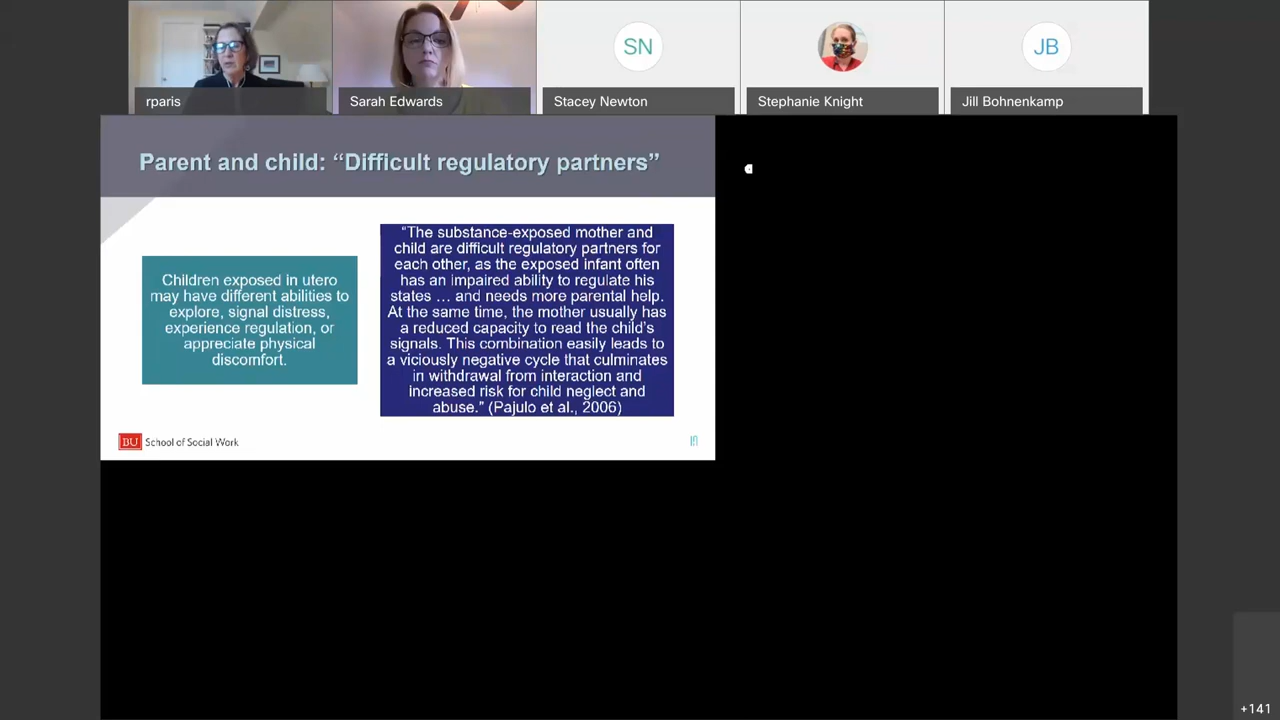 SN
JB
rparis
Sarah Edwards
Stacey Newton
Stephanie Knight
Jill Bohnenkamp
Parent and child: “Difficult regulatory partners”
Children exposed in utero
may have different abilities to
explore, signal distress,
experience regulation, or
appreciate physical
discomfort.
“The substance-exposed mother and
child are difficult regulatory partners for
each other, as the exposed infant often
has an impaired ability to regulate his
states … and needs more parental help.
At the same time, the mother usually has
a reduced capacity to read the child’s
signals. This combination easily leads to
a viciously negative cycle that culminates
in withdrawal from interaction and
increased risk for child neglect and
abuse.” (Pajulo et al., 2006)
BU School of Social Work
+141